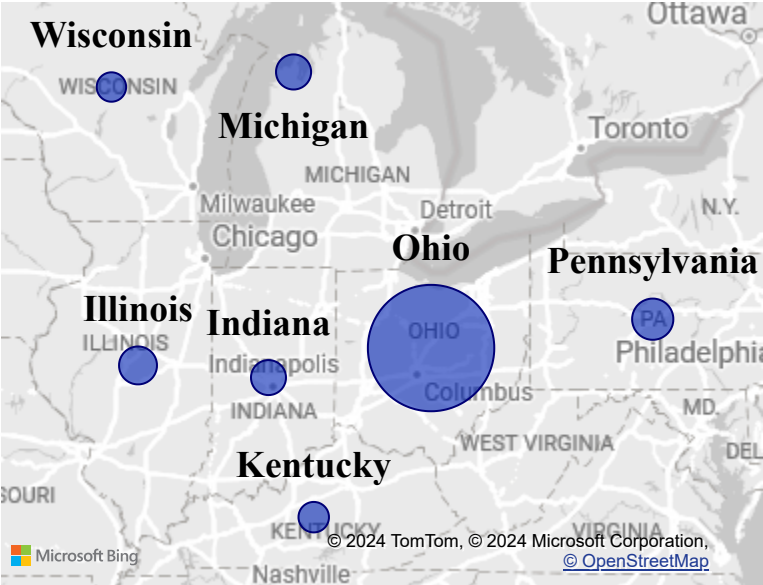 Ottawa
Wisconsin
WISCONSIN
Michigan
Toronto
MICHIGAN
Milwaukee
Detroit
N.Y.
Chicago
Ohio
Pennsylvania
Illinois
Indiana
OHIO
PA
ILLINOIS
Indianapolis
Philadelphia
Columbus
INDIANA
MD.
WEST VIRGINIA
DEL
Kentucky
SOURI
KENTUCKY
VIRGINIA
© 2024 TomTom, © 2024 Microsoft Corporation,
Microsoft Bing
© OpenStreetMap
Nashville